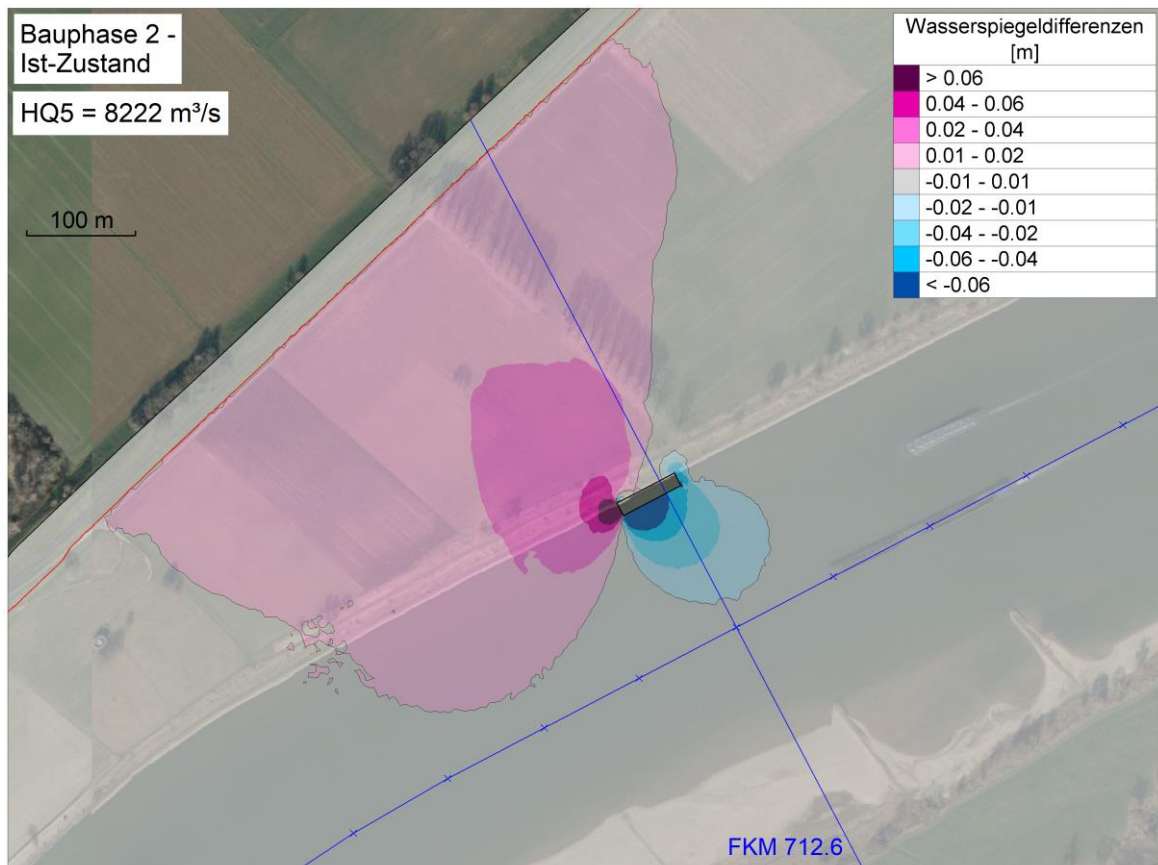 Bauphase 2 -
Ist-Zustand
HQ5 = 8222 m³/s
100 m
Wasserspiegeldifferenzen
[m]
> 0.06
0.04 - 0.06
0.02 - 0.04
0.01 - 0.02
-0.01 - 0.01
-0.02 - -0.01
-0.04 - -0.02
-0.06 - -0.04
< -0.06
FKM 712.6